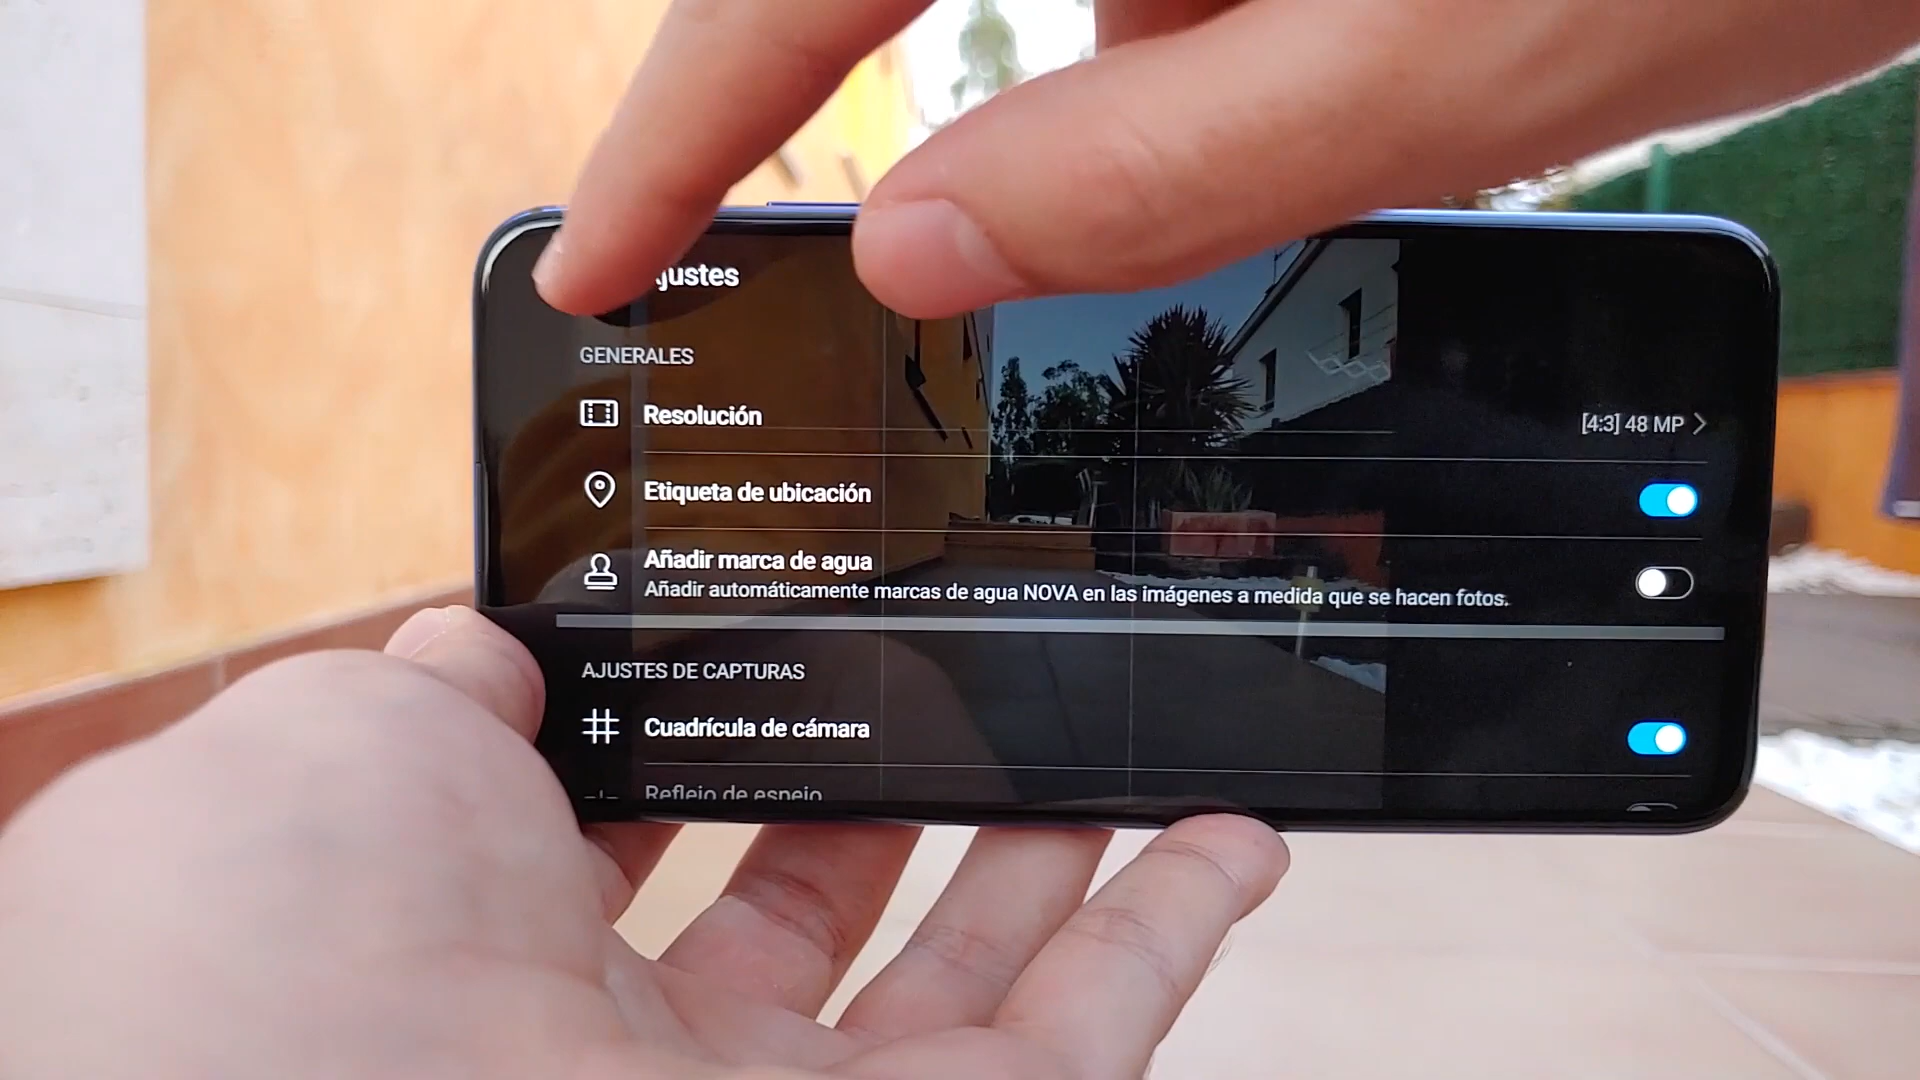 justes
GENERALES
Resolución
[4:3] 48 MP
Etiqueta de ubicación
Añadir marca de agua
Añadir automáticamente marcas de agua NOVA en las imágenes a medida que se hacen fotos.
AJUSTES DE CAPTURAS
Cuadrícula de cámara
Reflejo de espejo